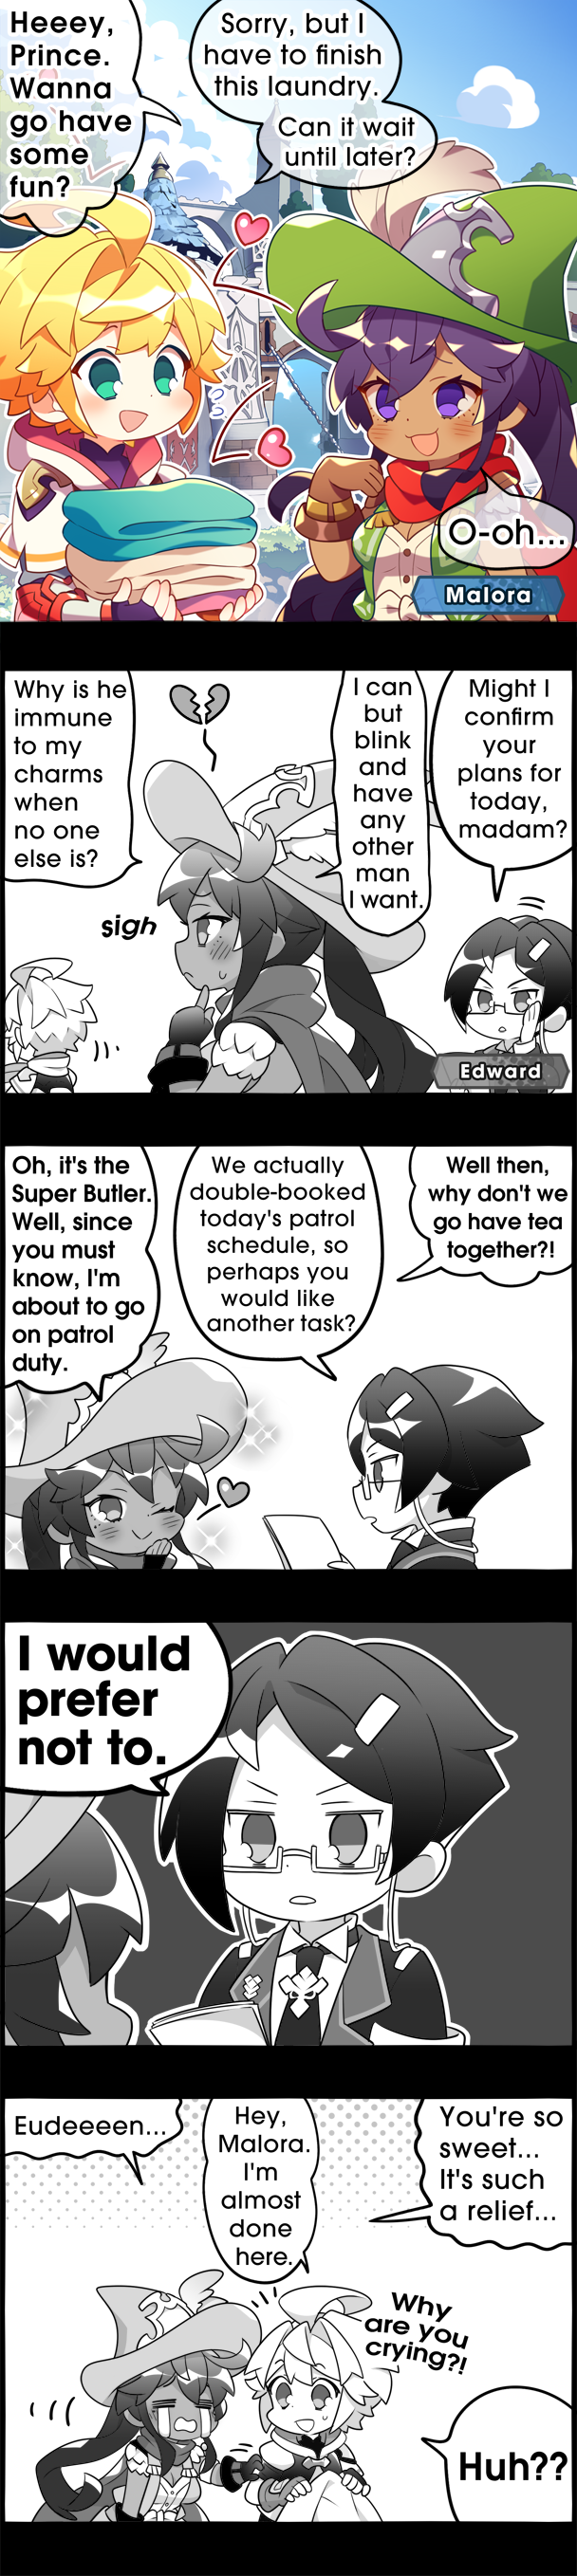 Heeey,
Prince.
Wanna
go have
some
fun?
Sorry, but I
have to finish
this laundry.
Can it wait
until later?
O-oh...
Malora
Why is he
immune
to my
charms
when
no one
else is?
sigh
I can
but
blink
and
have
any
other
man
I want.
Might I
confirm
your
plans for
today,
madam?
Edward
Oh, it's the
Super Butler.
Well, since
you must
know, I'm
about to go
on patrol
duty.
We actually
double-booked
today's patrol
schedule, so
perhaps you
would like
another task?
Well then,
why don't we
go have tea
together?!
I would
prefer
not to.
Eudeeeen...
Hey,
Malora.
I'm
almost
done
here.
You're so
sweet...
It's such
a relief...
Why
are you
crying?!
Huh??